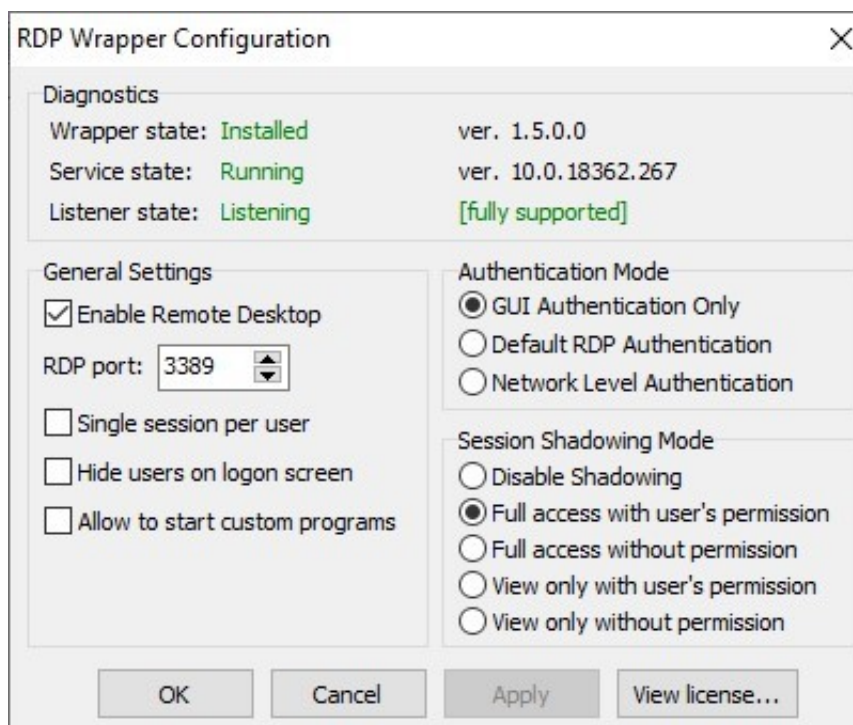 RDP Wrapper Configuration
Diagnostics
Wrapper state: Installed ver. 1.5.0.0
Service state: Running ver. 10.0.18362.267
Listener state: Listening [fully supported]
General Settings
Enable Remote Desktop
RDP port: 3389
Single session per user
Hide users on logon screen
Allow to start custom programs
Authentication Mode
GUI Authentication Only
Default RDP Authentication
Network Level Authentication
Session Shadowing Mode
Disable Shadowing
Full access with user's permission
Full access without permission
View only with user's permission
View only without permission
OK Cancel Apply View license...